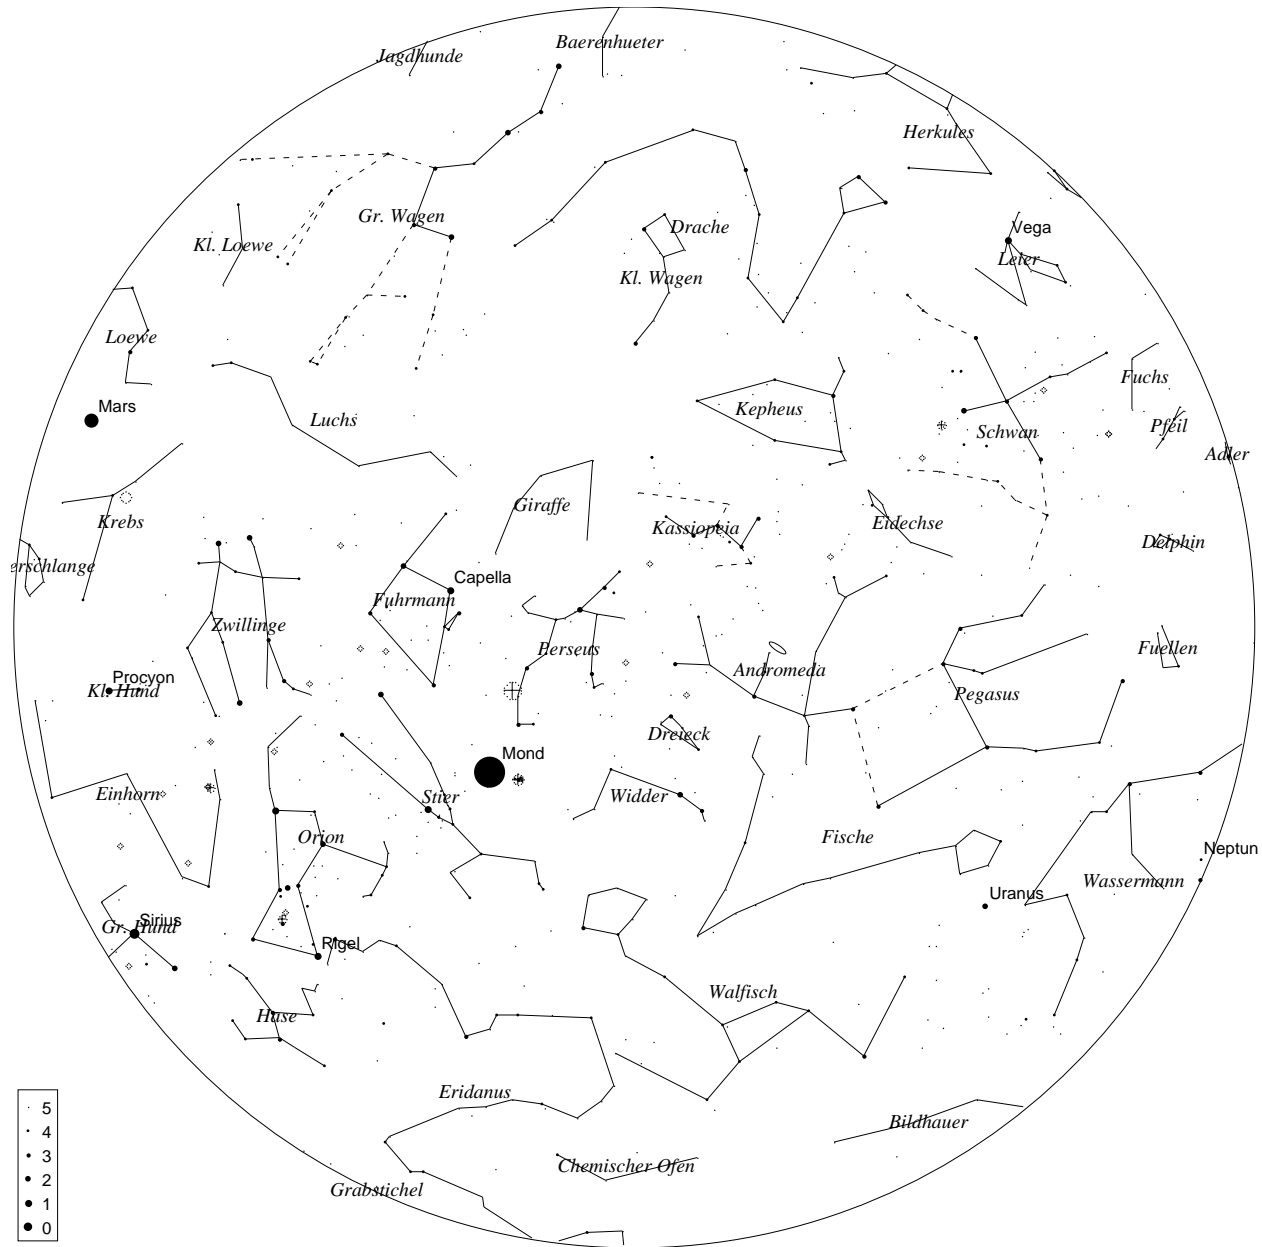 Baerenhueter
Jagdhunde
Herkules
Gr. Wagen
Drache
Vega
Kl. Loewe
Leier
Kl. Wagen
Loewe
Fuchs
Mars
Kepheus
Luchs
Pfeil
Schwan
Adler
Giraffe
Krebs
Kassiopeia
Eidechse
Delphin
erschlange
Capella
Fuhrmann
Zwillinge
Perseus
Fuellen
Andromeda
Procyon
Kl. Hund
Pegasus
Dreieck
Mond
Einhorn
Stier
Widder
Orion
Fische
Neptun
Wassermann
Uranus
Sirius
Gr. Hund
Rigel
Walfisch
Hase
Eridanus
Bildhauer
Chemischer Ofen
Grabstichel
5
4
3
2
1
0